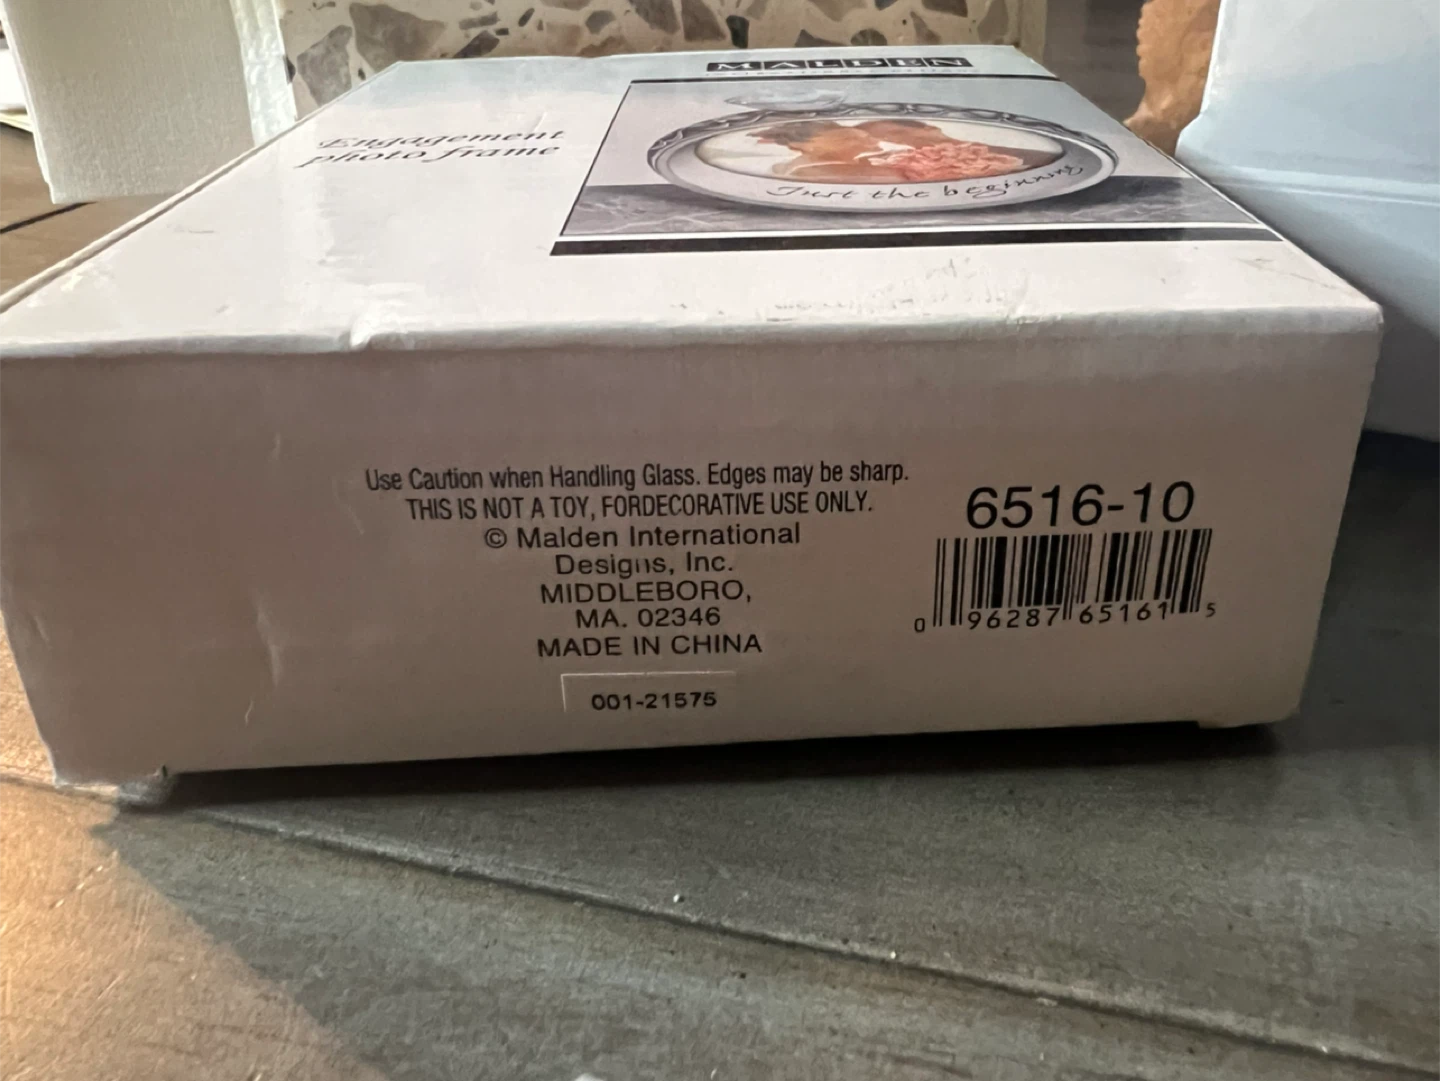 MALDEN
Engagement
photo frame
Just the beginning
Use Caution when Handling Glass. Edges may be sharp.
THIS IS NOT A TOY, FORDECORATIVE USE ONLY.
© Malden International
Designs, Inc.
MIDDLEBORO,
MA. 02346
MADE IN CHINA
001-21575
6516-10
0 96287 65161 5